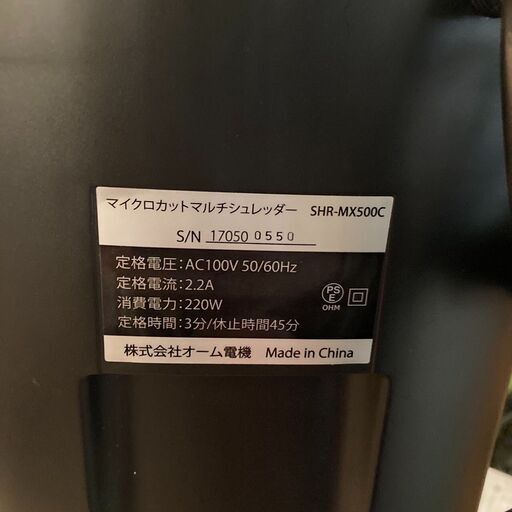 マイクロカットマルチシュレッダー SHR-MX500C
S/N 17050 0550
定格電圧:AC100V 50/60Hz
定格電流:2.2A
消費電力:220W
定格時間:3分/休止時間45分
PS
E
OHM
株式会社オーム電機 Made in China